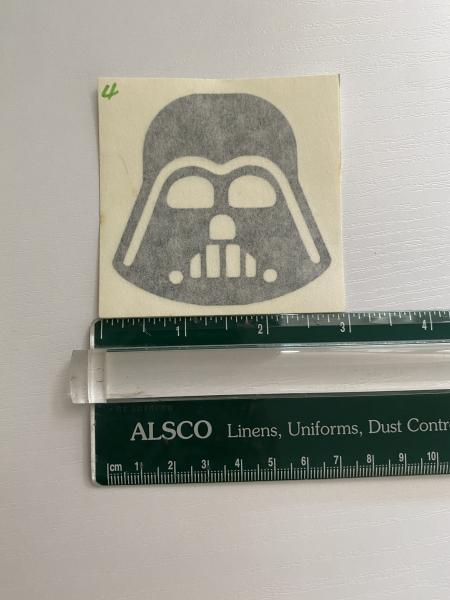 4
1 2 3 4
ALSCO Linens, Uniforms, Dust Contr
cm 1 2 3 4 5 6 7 8 9 10